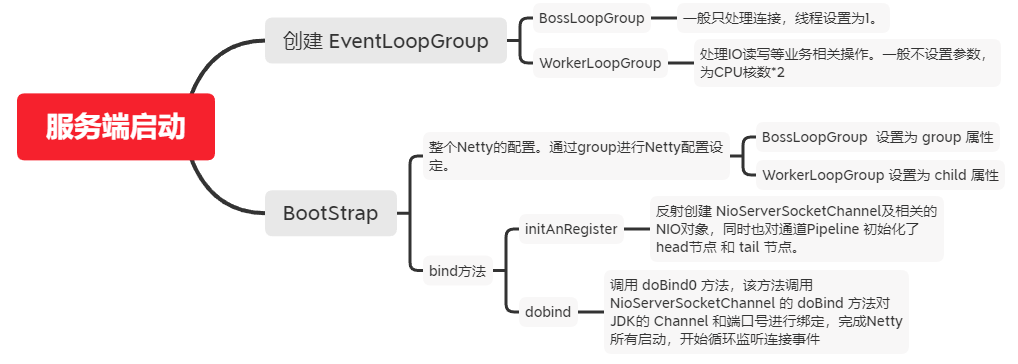 服务端启动
创建 EventLoopGroup
BossLoopGroup
一般只处理连接，线程设置为1。
WorkerLoopGroup
处理IO读写等业务相关操作。一般不设置参数，
为CPU核数*2
BootStrap
整个Netty的配置。通过group进行Netty配置设
定。
BossLoopGroup 设置为 group 属性
WorkerLoopGroup 设置为 child 属性
bind方法
initAnRegister
反射创建 NioServerSocketChannel及相关的
NIO对象，同时也对通道Pipeline 初始化了
head节点 和 tail 节点。
dobind
调用 doBind0 方法，该方法调用
NioServerSocketChannel 的 doBind 方法对
JDK的 Channel 和端口号进行绑定，完成Netty
所有启动，开始循环监听连接事件